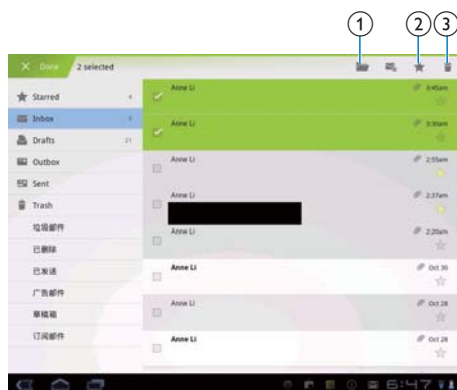 1 2 3
Done 2 selected
Starred 4
Inbox
Drafts 21
Outbox
Sent
Trash
垃圾邮件
已删除
已发送
广告邮件
草稿箱
订阅邮件
Anne Li 3:45am
Anne Li 3:30am
Anne Li 2:55am
Anne Li 2:37am
Anne Li 2:20am
Anne Li Oct 30
Anne Li Oct 28
Anne Li Oct 28
6:47